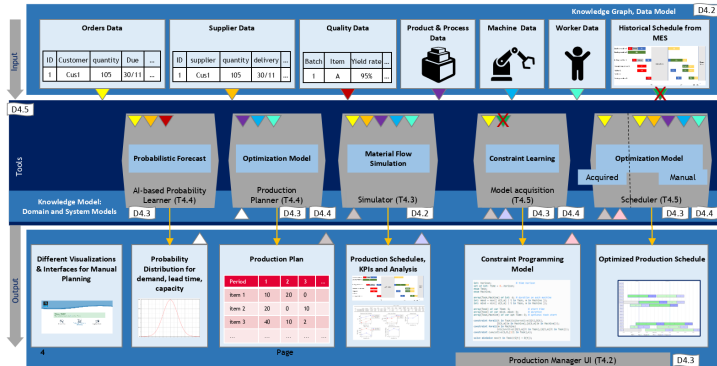 Knowledge Graph, Data Model
D4.2
Input
Orders Data
ID Customer quantity Due ...
1 Cus1 105 30/11 ...
Supplier Data
ID supplier quantity delivery ...
1 Cus1 105 30/11 ...
Quality Data
Batch Item Yield rate ...
1 A 95% ...
Product & Process
Data
Machine Data
Worker Data
Historical Schedule from
MES
D4.5
Tools
Probabilistic Forecast
AI-based Probability
Learner (T4.4)
D4.3
Optimization Model
Production
Planner (T4.4)
D4.3
D4.4
Material Flow
Simulation
Simulator (T4.3)
D4.2
Constraint Learning
Model acquisition
(T4.5)
D4.3
D4.4
Optimization Model
Acquired
Manual
Scheduler (T4.5)
D4.3
D4.4
Knowledge Model:
Domain and System Models
Output
Different Visualizations
& Interfaces for Manual
Planning
Probability
Distribution for
demand, lead time,
capacity
Production Plan
Period 1 2 3 ...
Item 1 10 20 0
Item 2 20 0 10
Item 3 -40 10 2
... ... ... ...
Production Schedules,
KPIs and Analysis
Constraint Programming
Model
Optimized Production Schedule
4
Page
Production Manager UI (T4.2)
D4.3